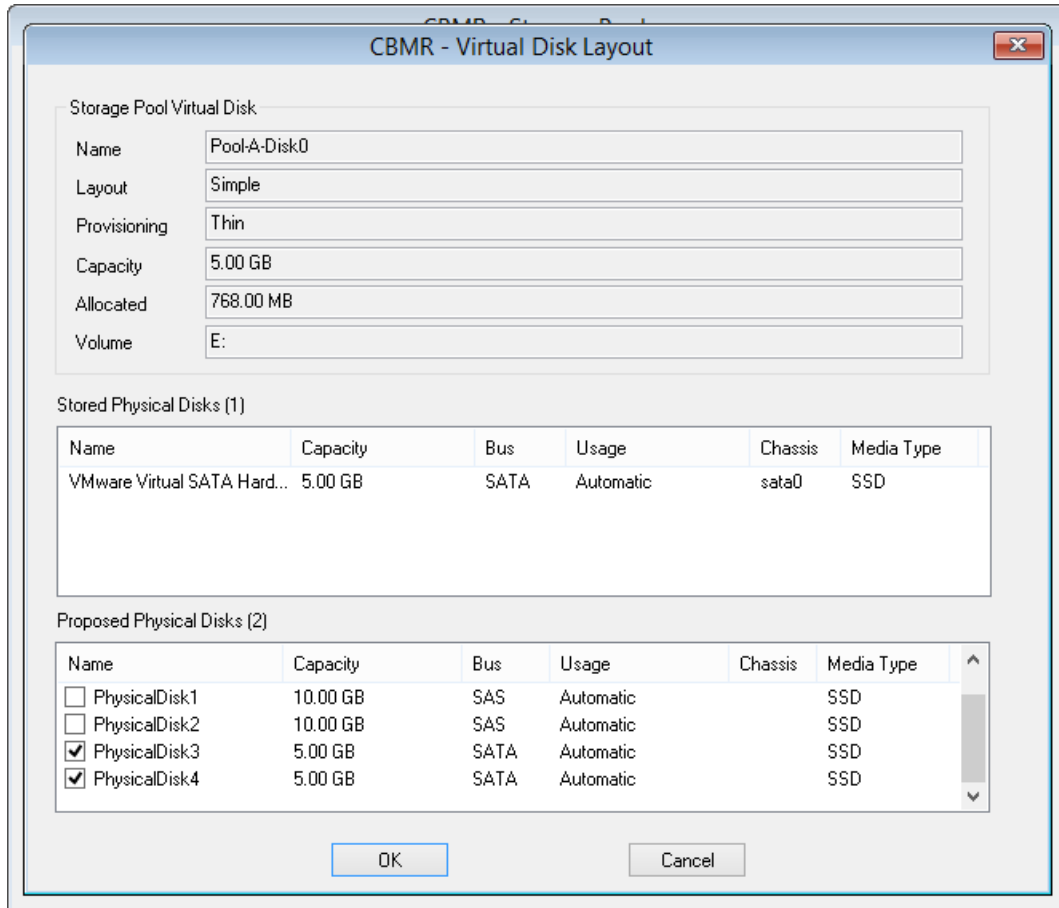 CBMR - Virtual Disk Layout
Storage Pool Virtual Disk
Name Pool-A-Disk0
Layout Simple
Provisioning Thin
Capacity 5.00 GB
Allocated 768.00 MB
Volume E:
Stored Physical Disks (1)
Name Capacity Bus Usage Chassis Media Type
VMware Virtual SATA Hard... 5.00 GB SATA Automatic sata0 SSD
Proposed Physical Disks (2)
Name Capacity Bus Usage Chassis Media Type
PhysicalDisk1 10.00 GB SAS Automatic SSD
PhysicalDisk2 10.00 GB SAS Automatic SSD
PhysicalDisk3 5.00 GB SATA Automatic SSD
PhysicalDisk4 5.00 GB SATA Automatic SSD
OK Cancel